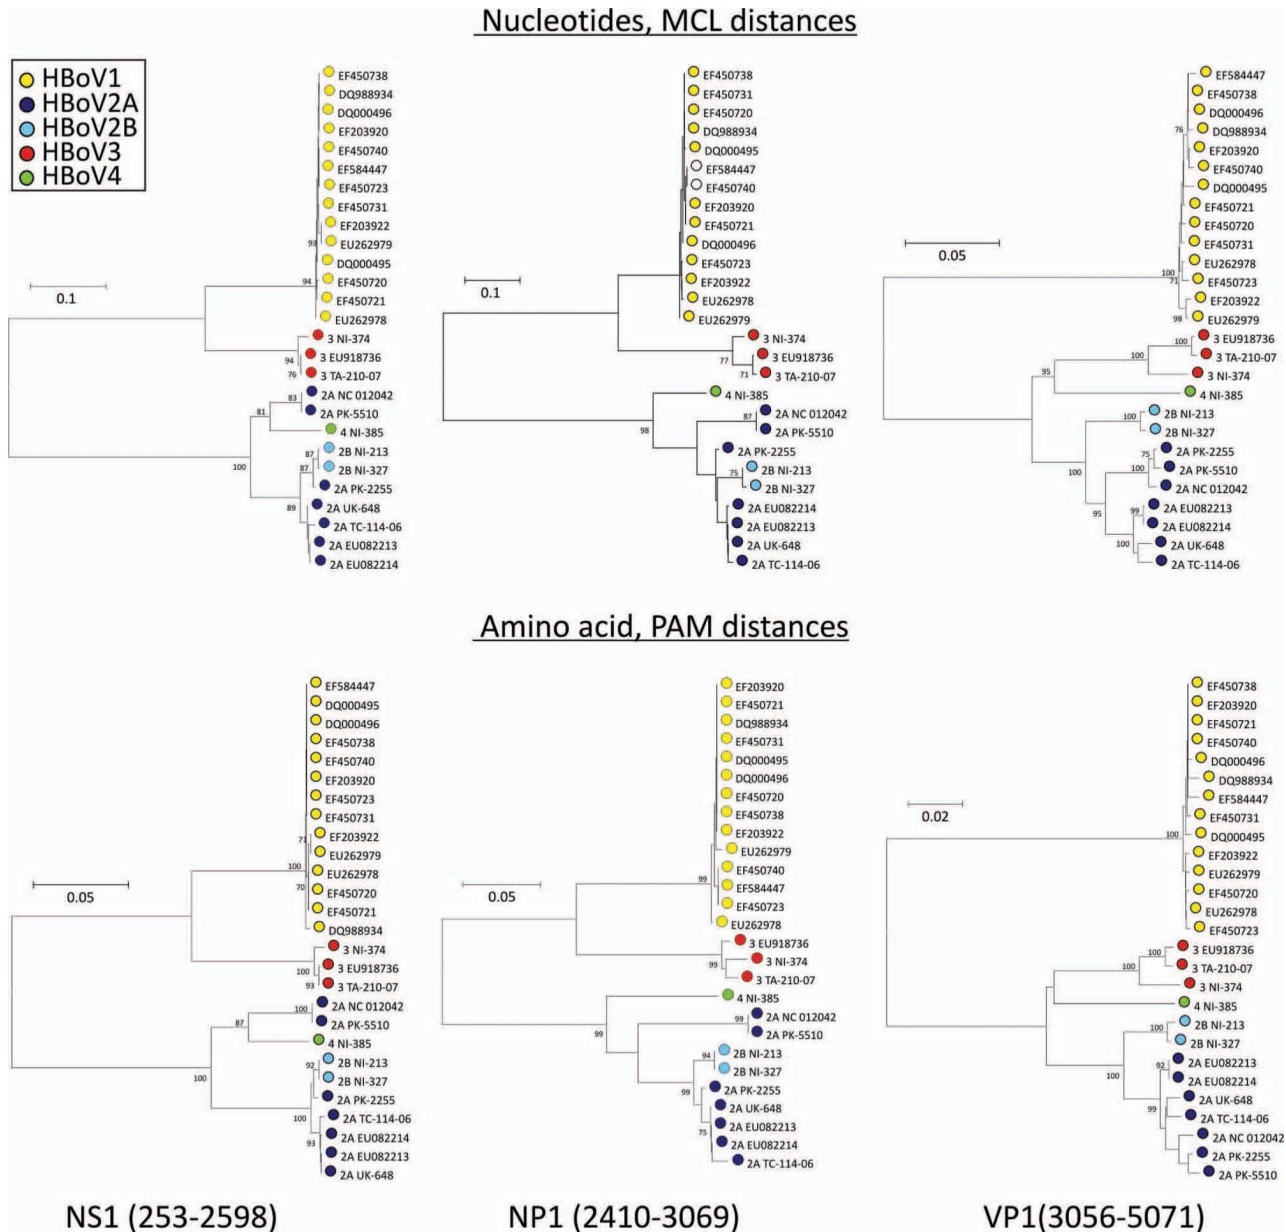 Nucleotides, MCL distances
HBoV1
HBoV2A
HBoV2B
HBoV3
HBoV4
EF450738
DQ988934
DQ000496
EF203920
EF450740
EF584447
EF450723
EF450731
EF203922
93
EU262979
DQ000495
94
EF450720
EF450721
EU262978
0.1
3 NI-374
94
3 EU918736
76
3 TA-210-07
83
2A NC 012042
81
2A PK-5510
4 NI-385
87
2B NI-213
100
87
2B NI-327
2A PK-2255
89
2A UK-648
2A TC-114-06
2A EU082213
2A EU082214
EF450738
EF450731
EF450720
DQ988934
DQ000495
EF584447
EF450740
EF203920
EF450721
DQ000496
EF450723
EF203922
EU262978
EU262979
0.1
3 NI-374
77
3 EU918736
71
3 TA-210-07
4 NI-385
87
2A NC 012042
98
2A PK-5510
2A PK-2255
75
2B NI-213
2B NI-327
2A EU082214
2A EU082213
2A UK-648
2A TC-114-06
EF584447
EF450738
DQ000496
76
DQ988934
EF203920
EF450740
DQ000495
EF450721
EF450720
EF450731
0.05
EU262978
100
71
EF450723
EF203922
98
EU262979
100
3 EU918736
100
3 TA-210-07
95
3 NI-374
4 NI-385
100
2B NI-213
2B NI-327
75
2A PK-2255
100
100
2A PK-5510
2A NC 012042
95
99
2A EU082213
2A EU082214
100
2A UK-648
2A TC-114-06
Amino acid, PAM distances
EF584447
DQ000495
DQ000496
EF450738
EF450740
EF203920
EF450723
EF450731
71
EF203922
EU262979
100
EU262978
70
EF450720
EF450721
DQ988934
0.05
3 NI-374
100
3 EU918736
93
3 TA-210-07
100
2A NC 012042
87
2A PK-5510
4 NI-385
92
2B NI-213
100
2B NI-327
2A PK-2255
100
2A TC-114-06
93
2A EU082214
2A EU082213
2A UK-648
EF203920
EF450721
DQ988934
EF450731
DQ000495
DQ000496
EF450720
EF450738
EF203922
EU262979
99
EF450740
EF584447
EF450723
EU262978
0.05
3 EU918736
99
3 NI-374
3 TA-210-07
4 NI-385
99
99
2A NC 012042
2A PK-5510
94
2B NI-213
2B NI-327
99
2A PK-2255
2A UK-648
75
2A EU082213
2A EU082214
2A TC-114-06
EF450738
EF203920
EF450721
EF450740
DQ000496
DQ988934
EF584447
EF450731
100
DQ000495
EF203922
EU262979
EF450720
EU262978
EF450723
0.02
100
3 EU918736
100
3 TA-210-07
3 NI-374
4 NI-385
100
2B NI-213
2B NI-327
92
2A EU082213
100
2A EU082214
99
2A UK-648
2A TC-114-06
2A NC 012042
2A PK-2255
2A PK-5510
NS1 (253-2598)
NP1 (2410-3069)
VP1(3056-5071)